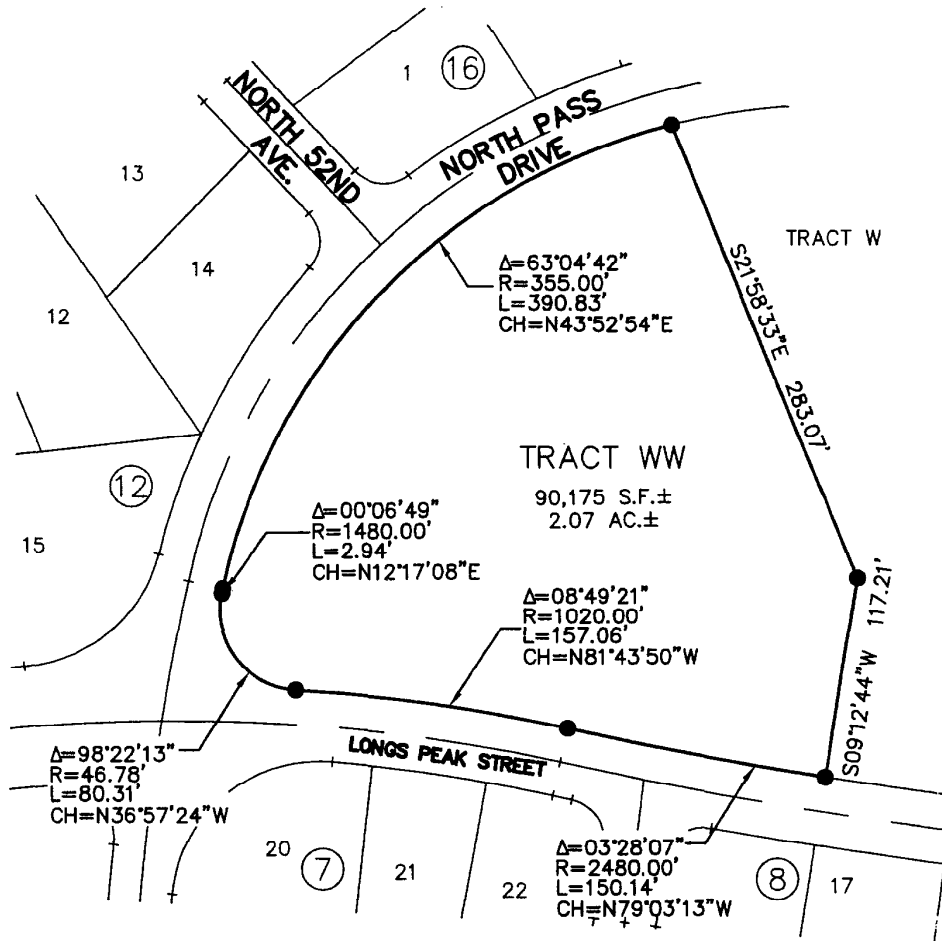 1
16
NORTH 52ND
AVE.
NORTH PASS
DRIVE
13
14
12
TRACT W
Δ=63°04'42"
R=355.00'
L=390.83'
CH=N43°52'54"E
S21°58'33"E 283.07'
TRACT WW
90,175 S.F.±
2.07 AC.±
12
15
Δ=00°06'49"
R=1480.00'
L=2.94'
CH=N12°17'08"E
Δ=08°49'21"
R=1020.00'
L=157.06'
CH=N81°43'50"W
S09°12'44"W 117.21'
LONGS PEAK STREET
Δ=98°22'13"
R=46.78'
L=80.31'
CH=N36°57'24"W
Δ=03°28'07"
R=2480.00'
L=150.14'
CH=N79°03'13"W
20
7
21
22
8
17